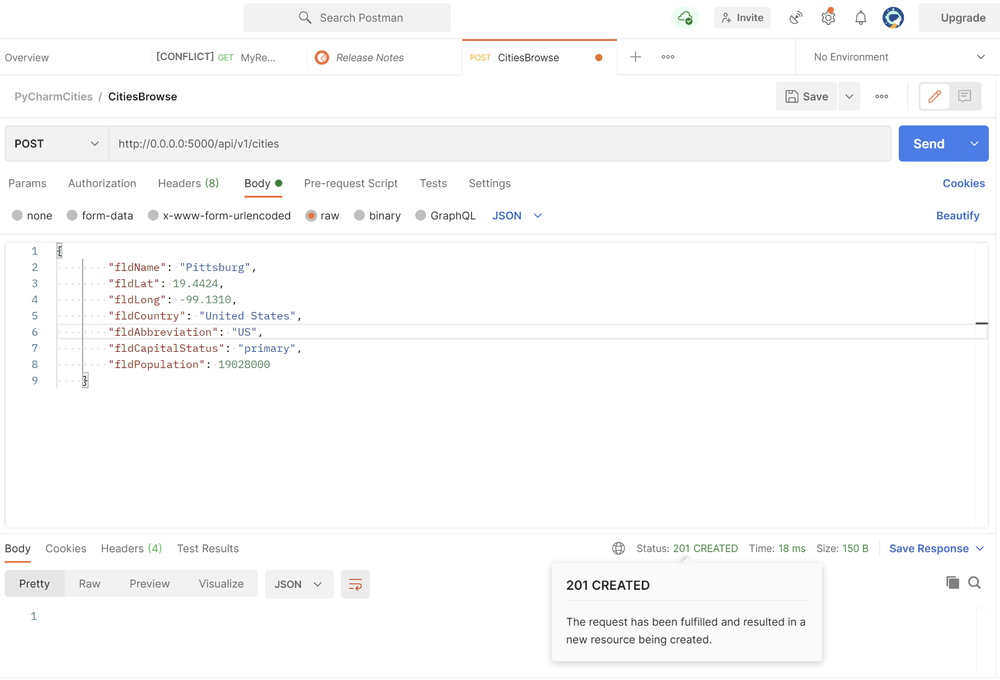 Search Postman
Invite
Upgrade
Overview
[CONFLICT] GET MyRe...
Release Notes
POST CitiesBrowse
No Environment
PyCharmCities / CitiesBrowse
Save
POST
http://0.0.0.0:5000/api/v1/cities
Send
Params Authorization Headers (8) Body Pre-request Script Tests Settings
Cookies
none form-data x-www-form-urlencoded raw binary GraphQL JSON
Beautify
1 {
2 "fldName": "Pittsburg",
3 "fldLat": 19.4424,
4 "fldLong": -99.1310,
5 "fldCountry": "United States",
6 "fldAbbreviation": "US",
7 "fldCapitalStatus": "primary",
8 "fldPopulation": 19028000
9 }
Body Cookies Headers (4) Test Results
Status: 201 CREATED Time: 18 ms Size: 150 B
Save Response
Pretty Raw Preview Visualize JSON
201 CREATED
The request has been fulfilled and resulted in a
new resource being created.
1